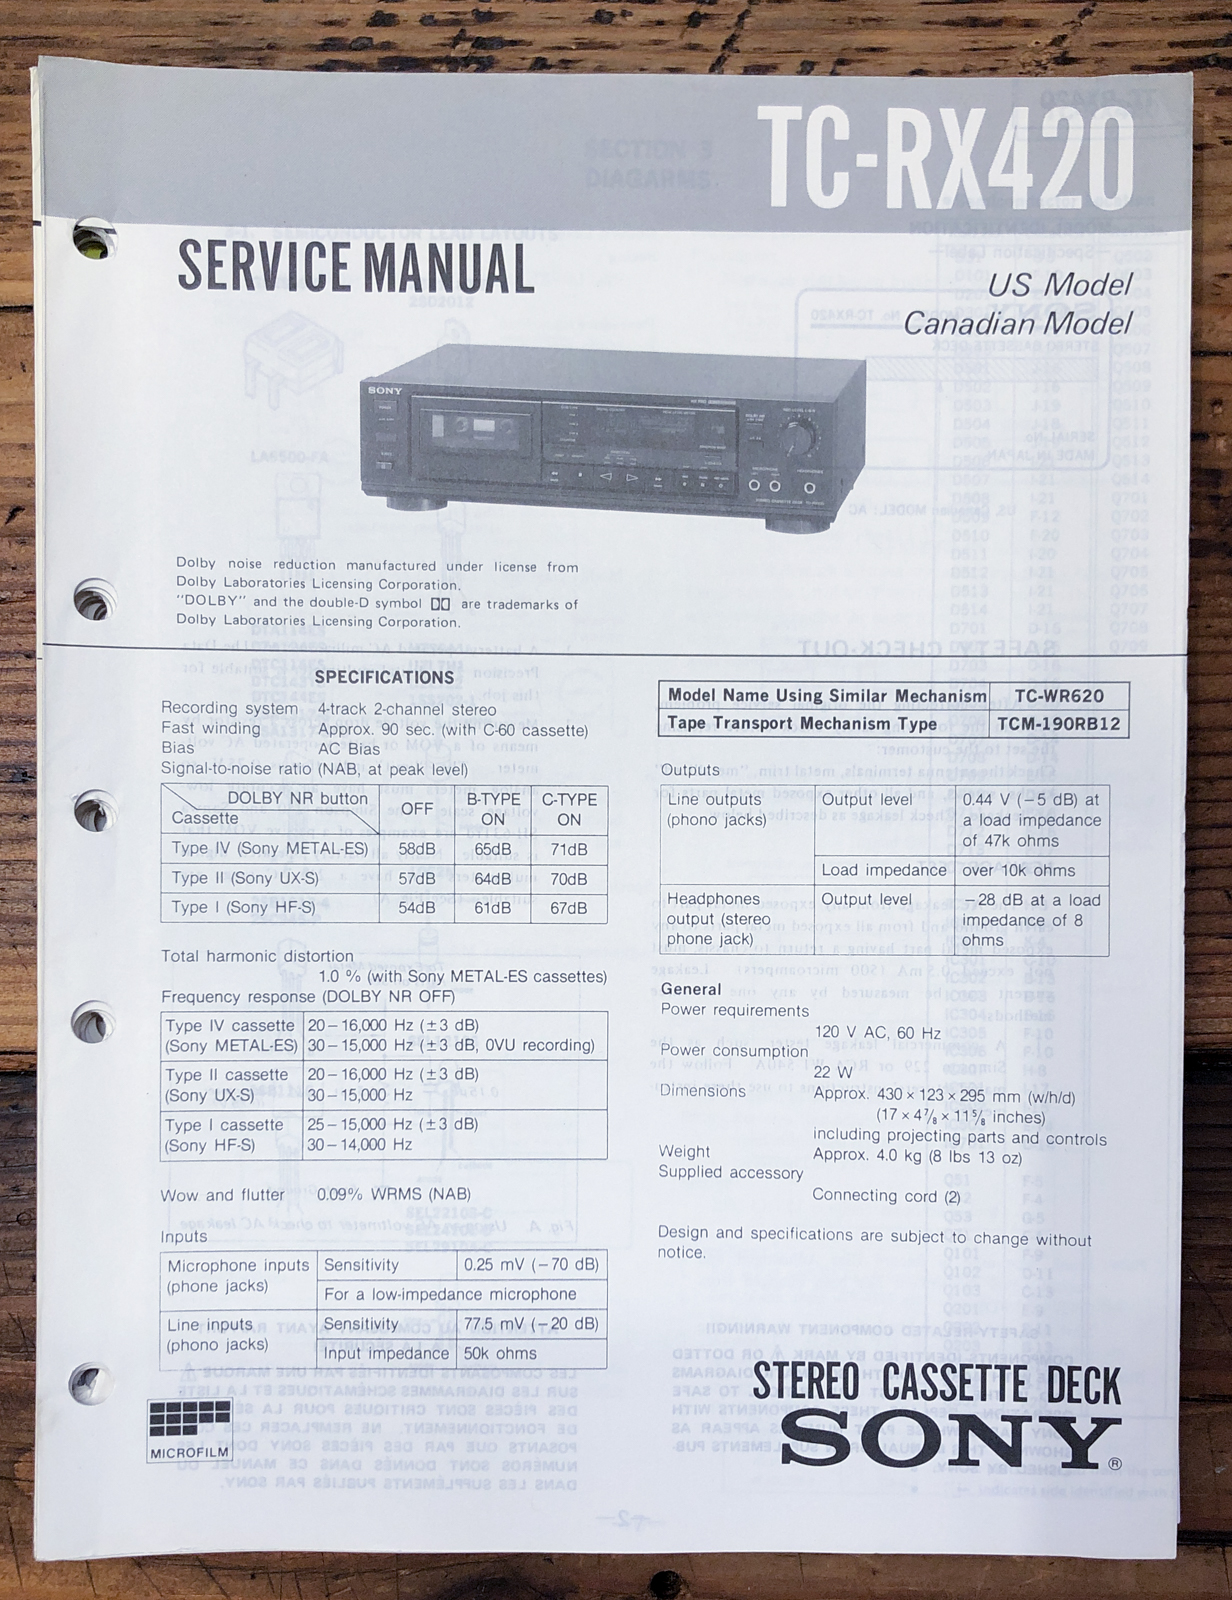 TC-RX420
SERVICE MANUAL
US Model
Canadian Model
SONY
Dolby noise reduction manufactured under license from
Dolby Laboratories Licensing Corporation.
"DOLBY" and the double-D symbol are trademarks of
Dolby Laboratories Licensing Corporation.
SPECIFICATIONS
Recording system 4-track 2-channel stereo
Fast winding Approx. 90 sec. (with C-60 cassette)
Bias AC Bias
Signal-to-noise ratio (NAB, at peak level)
DOLBY NR button OFF B-TYPE ON C-TYPE ON
Cassette
Type IV (Sony METAL-ES) 58dB 65dB 71dB
Type II (Sony UX-S) 57dB 64dB 70dB
Type I (Sony HF-S) 54dB 61dB 67dB
Total harmonic distortion
1.0 % (with Sony METAL-ES cassettes)
Frequency response (DOLBY NR OFF)
Type IV cassette 20–16,000 Hz (±3 dB)
(Sony METAL-ES) 30–15,000 Hz (±3 dB, 0VU recording)
Type II cassette 20–16,000 Hz (±3 dB)
(Sony UX-S) 30–15,000 Hz
Type I cassette 25–15,000 Hz (±3 dB)
(Sony HF-S) 30–14,000 Hz
Wow and flutter 0.09% WRMS (NAB)
Inputs
Microphone inputs Sensitivity 0.25 mV (−70 dB)
(phone jacks) For a low-impedance microphone
Line inputs Sensitivity 77.5 mV (−20 dB)
(phono jacks) Input impedance 50k ohms
MICROFILM
Model Name Using Similar Mechanism TC-WR620
Tape Transport Mechanism Type TCM-190RB12
Outputs
Line outputs Output level 0.44 V (−5 dB) at
(phono jacks) a load impedance
of 47k ohms
Load impedance over 10k ohms
Headphones Output level −28 dB at a load
output (stereo impedance of 8
phone jack) ohms
General
Power requirements
120 V AC, 60 Hz
Power consumption
22 W
Dimensions Approx. 430 × 123 × 295 mm (w/h/d)
(17 × 4 7/8 × 11 5/8 inches)
including projecting parts and controls
Weight Approx. 4.0 kg (8 lbs 13 oz)
Supplied accessory
Connecting cord (2)
Design and specifications are subject to change without
notice.
STEREO CASSETTE DECK
SONY®